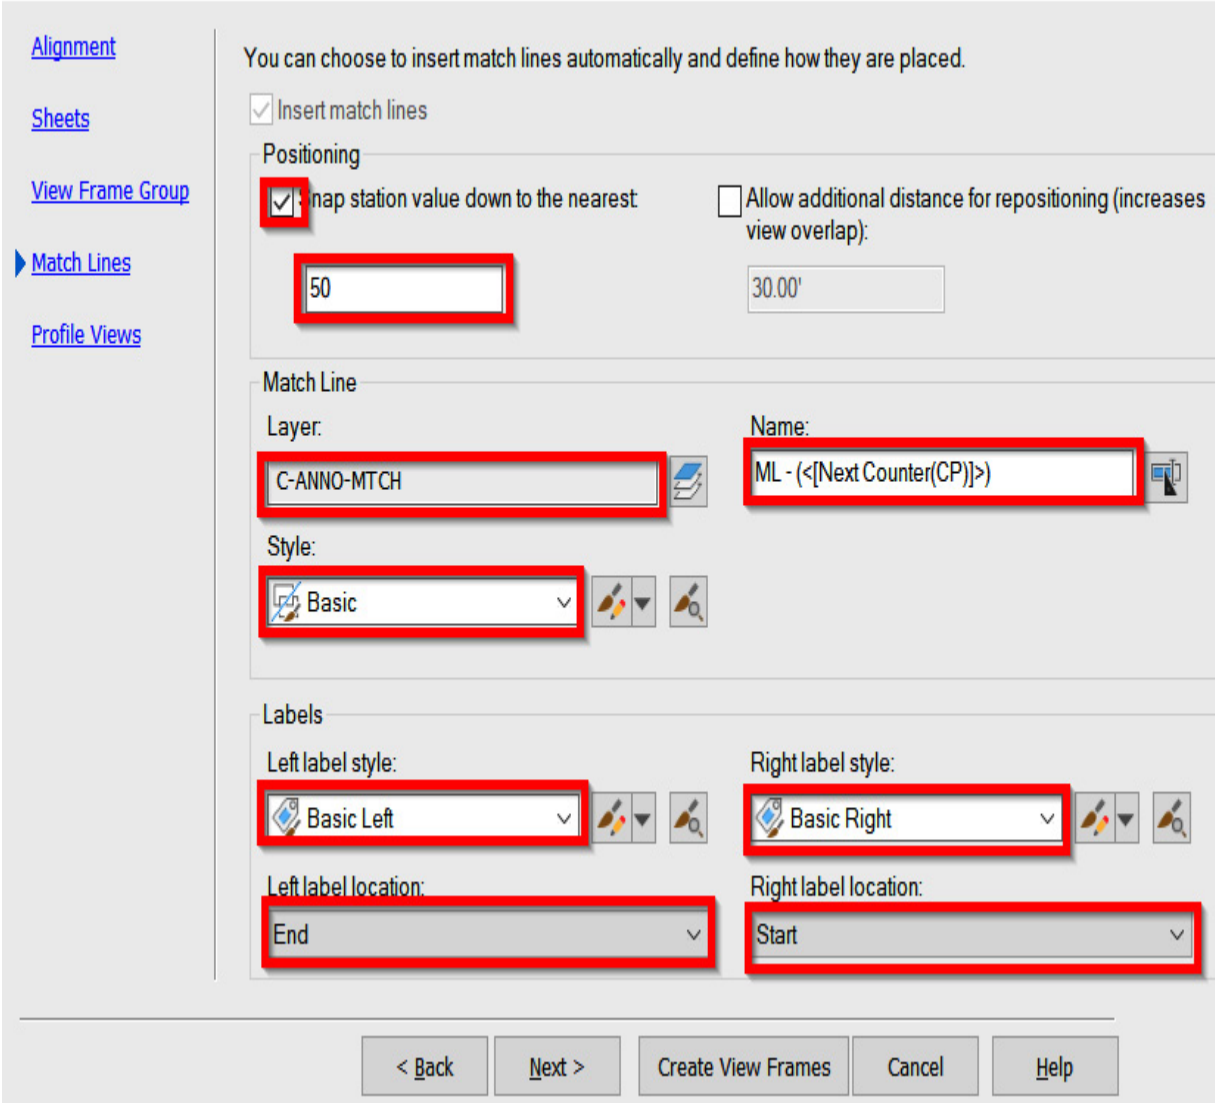 Alignment
Sheets
View Frame Group
Match Lines
Profile Views
You can choose to insert match lines automatically and define how they are placed.
Insert match lines
Positioning
Snap station value down to the nearest:
50
Allow additional distance for repositioning (increases
view overlap):
30.00'
Match Line
Layer:
C-ANNO-MTCH
Name:
ML - (<[Next Counter(CP)]>)
Style:
Basic
Labels
Left label style:
Basic Left
Right label style:
Basic Right
Left label location:
End
Right label location:
Start
< Back
Next >
Create View Frames
Cancel
Help